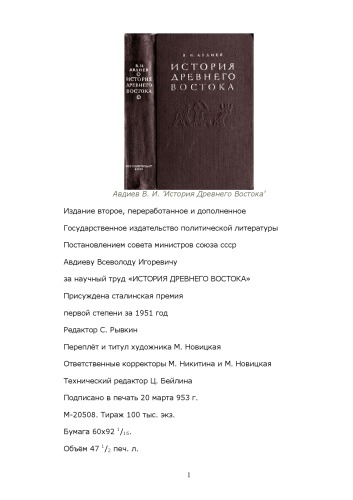 В. И. АВДИЕВ
ИСТОРИЯ
ДРЕВНЕГО
ВОСТОКА
В. И.
АВДИЕВ
ИСТОРИЯ
ДРЕВНЕГО
ВОСТОКА
Авдиев В. И. 'История Древнего Востока'
Издание второе, переработанное и дополненное
Государственное издательство политической литературы
Постановлением совета министров союза ссср
Авдиеву Всеволоду Игоревичу
за научный труд «ИСТОРИЯ ДРЕВНЕГО ВОСТОКА»
Присуждена сталинская премия
первой степени за 1951 год
Редактор С. Рывкин
Переплёт и титул художника М. Новицкая
Ответственные корректоры М. Никитина и М. Новицкая
Технический редактор Ц. Бейлина
Подписано в печать 20 марта 953 г.
М-20508. Тираж 100 тыс. экз.
Бумага 60x92 1/16.
Объём 47 1/2 печ. л.
1